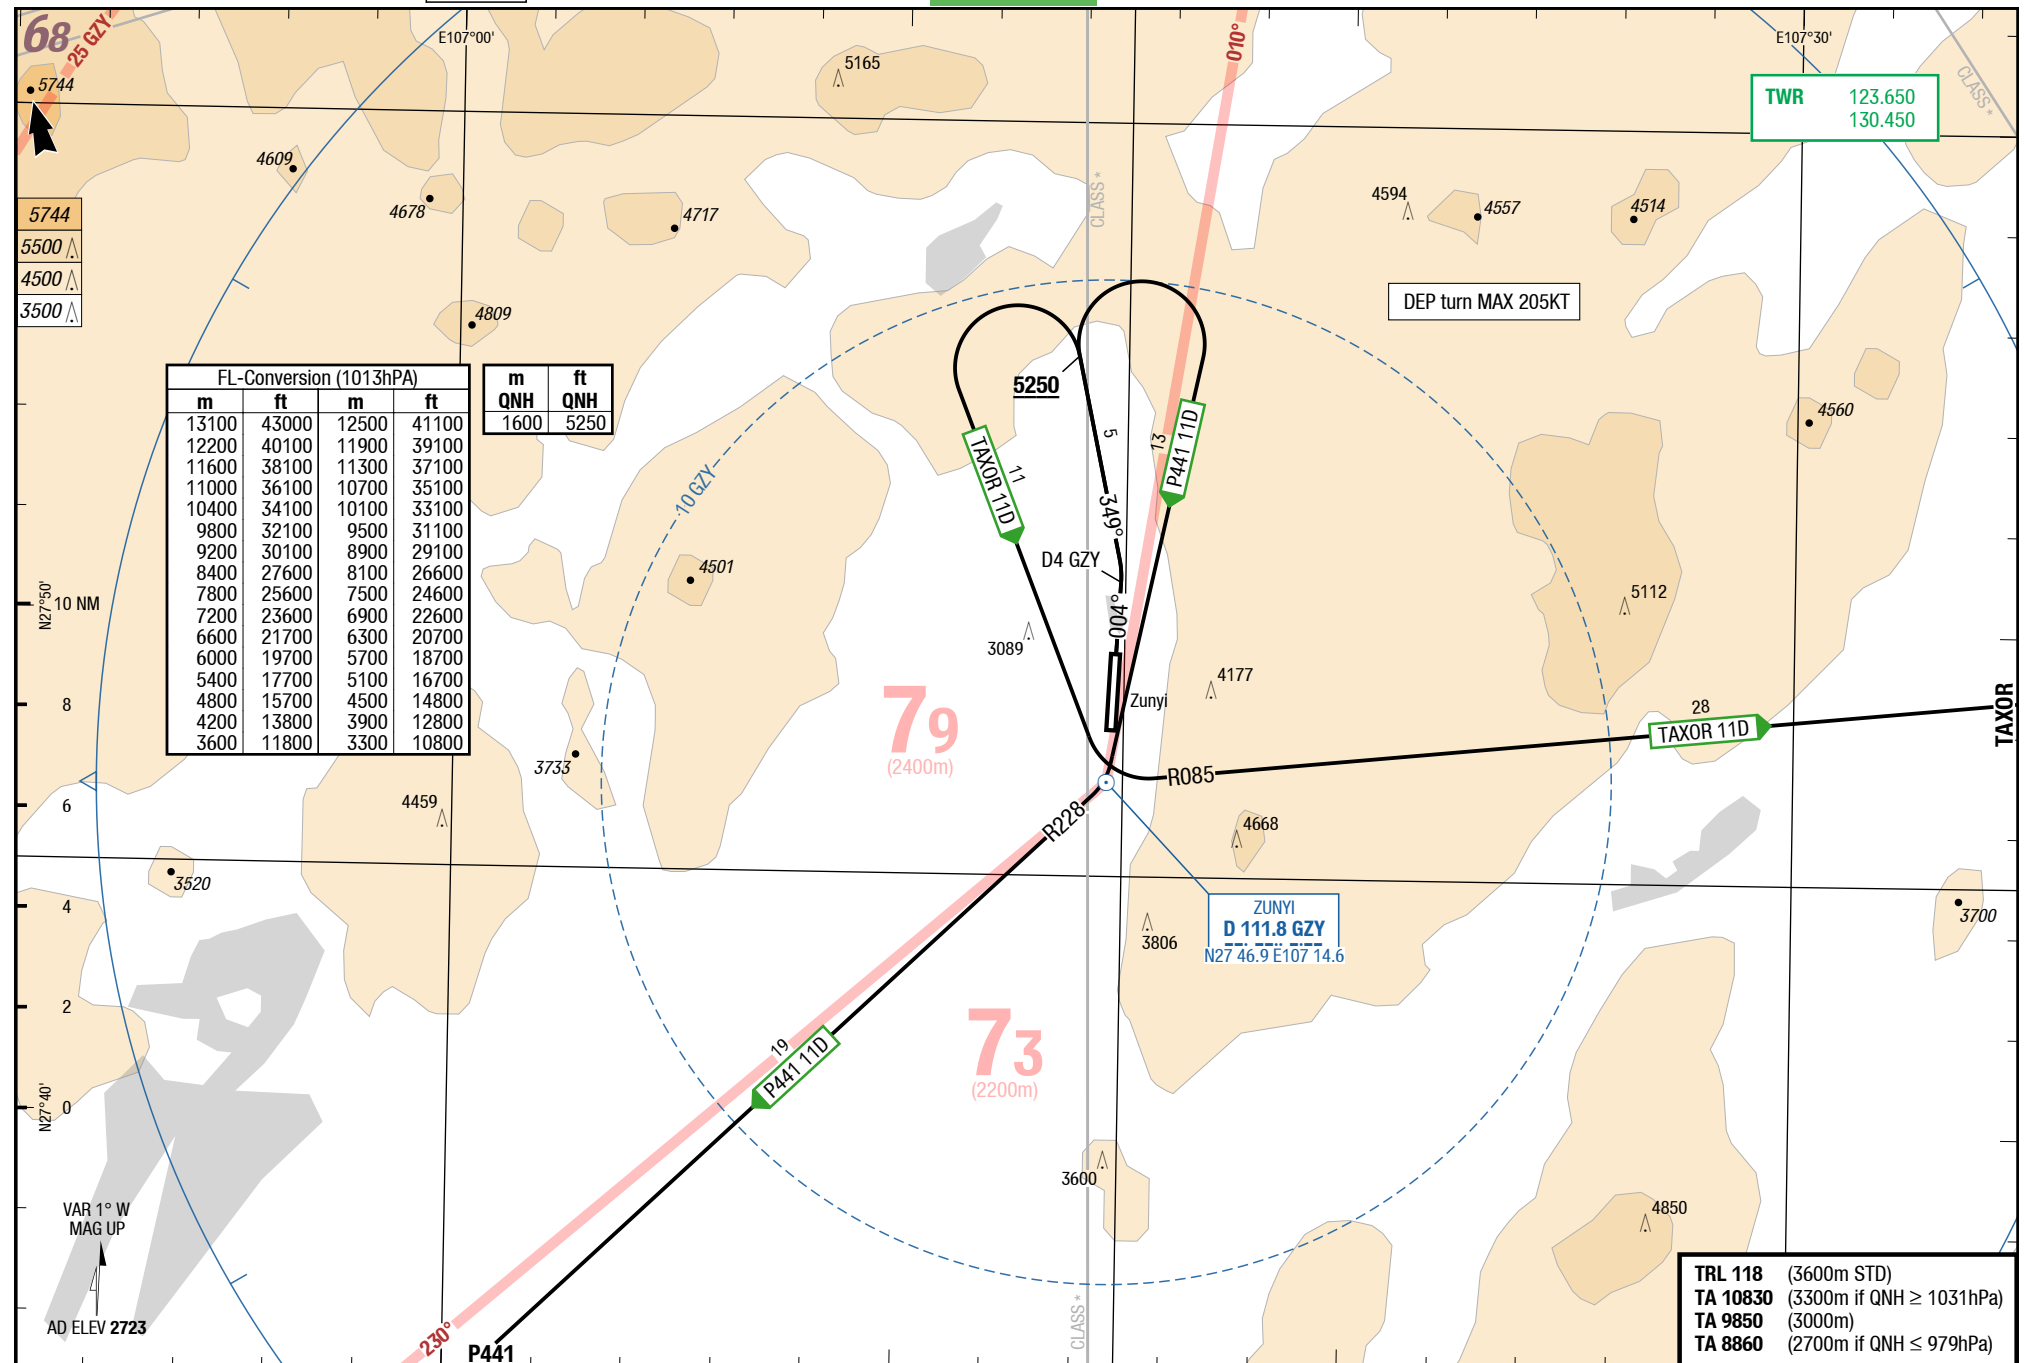 68
25 GZY
E107°00'
010°
E107°30'
5744
5165
CLASS *
TWR 123.650
130.450
4609
4678
4717
CLASS *
4594
4557
4514
5744
5500
4500
3500
4809
DEP turn MAX 205KT
FL-Conversion (1013hPA)
m ft m ft
13100 43000 12500 41100
12200 40100 11900 39100
11600 38100 11300 37100
11000 36100 10700 35100
10400 34100 10100 33100
9800 32100 9500 31100
9200 30100 8900 29100
8400 27600 8100 26600
7800 25600 7500 24600
7200 23600 6900 22600
6600 21700 6300 20700
6000 19700 5700 18700
5400 17700 5100 16700
4800 15700 4500 14800
4200 13800 3900 12800
3600 11800 3300 10800
m ft
QNH QNH
1600 5250
5250
5
13
P441 11D
TAXOR 11D
11
349°
4560
10 GZY
4501
D4 GZY
004°
5112
N27°50'
10 NM
3089
4177
Zunyi
79
(2400m)
8
28
TAXOR 11D
TAXOR
R085
3733
4459
6
R228
4668
3520
4
ZUNYI
D 111.8 GZY
N27 46.9 E107 14.6
3806
3700
2
73
(2200m)
19
P441 11D
N27°40'
0
3600
4850
VAR 1° W
MAG UP
AD ELEV 2723
230°
P441
CLASS *
TRL 118 (3600m STD)
TA 10830 (3300m if QNH ≥ 1031hPa)
TA 9850 (3000m)
TA 8860 (2700m if QNH ≤ 979hPa)